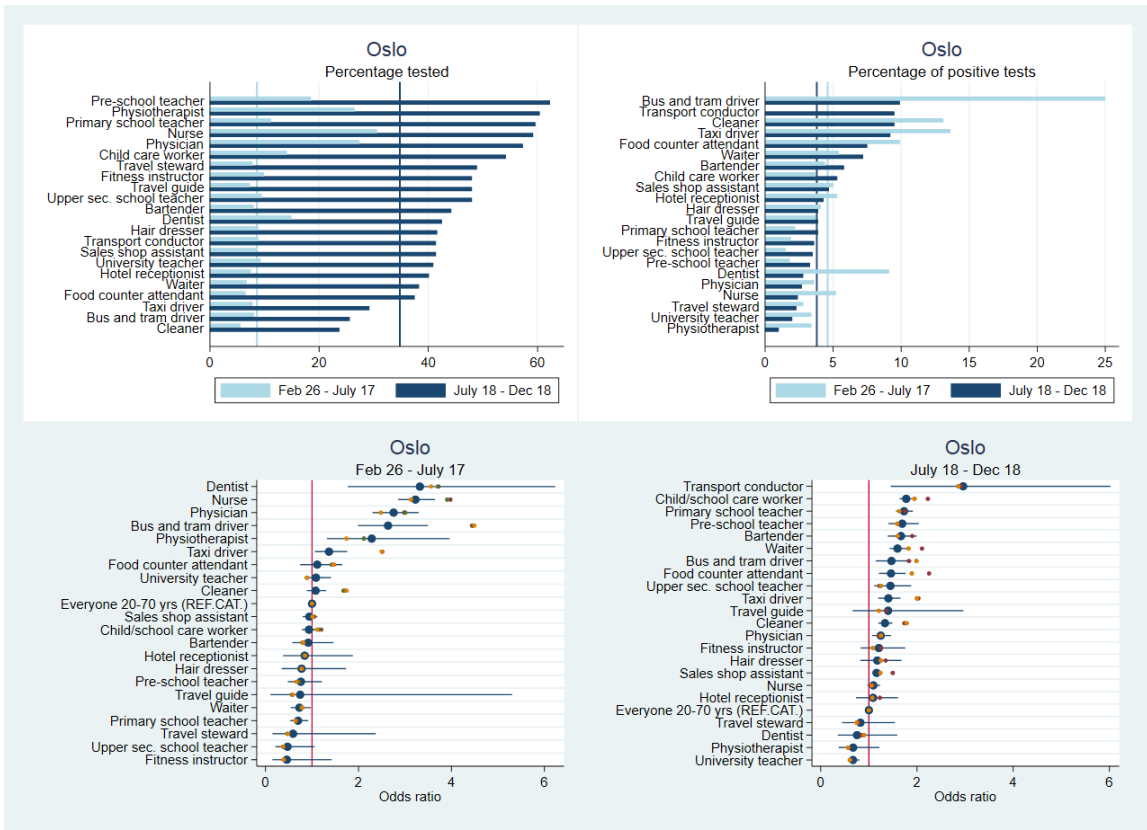 Oslo
Percentage tested
Pre-school teacher
Physiotherapist
Primary school teacher
Nurse
Physician
Child care worker
Travel steward
Fitness instructor
Travel guide
Upper sec. school teacher
Bartender
Dentist
Hair dresser
Transport conductor
Sales shop assistant
University teacher
Hotel receptionist
Waiter
Food counter attendant
Taxi driver
Bus and tram driver
Cleaner
0 20 40 60
Feb 26 - July 17 July 18 - Dec 18
Oslo
Percentage of positive tests
Bus and tram driver
Transport conductor
Cleaner
Taxi driver
Food counter attendant
Waiter
Bartender
Child care worker
Sales shop assistant
Hotel receptionist
Hair dresser
Travel guide
Primary school teacher
Fitness instructor
Upper sec. school teacher
Pre-school teacher
Dentist
Physician
Nurse
Travel steward
University teacher
Physiotherapist
0 5 10 15 20 25
Feb 26 - July 17 July 18 - Dec 18
Oslo
Feb 26 - July 17
Dentist
Nurse
Physician
Bus and tram driver
Physiotherapist
Taxi driver
Food counter attendant
University teacher
Cleaner
Everyone 20-70 yrs (REF.CAT.)
Sales shop assistant
Child/school care worker
Bartender
Hotel receptionist
Hair dresser
Pre-school teacher
Travel guide
Waiter
Primary school teacher
Travel steward
Upper sec. school teacher
Fitness instructor
0 2 4 6
Odds ratio
Oslo
July 18 - Dec 18
Transport conductor
Child/school care worker
Primary school teacher
Pre-school teacher
Bartender
Waiter
Bus and tram driver
Food counter attendant
Upper sec. school teacher
Taxi driver
Travel guide
Cleaner
Physician
Fitness instructor
Hair dresser
Sales shop assistant
Nurse
Hotel receptionist
Everyone 20-70 yrs (REF.CAT.)
Travel steward
Dentist
Physiotherapist
University teacher
0 2 4 6
Odds ratio